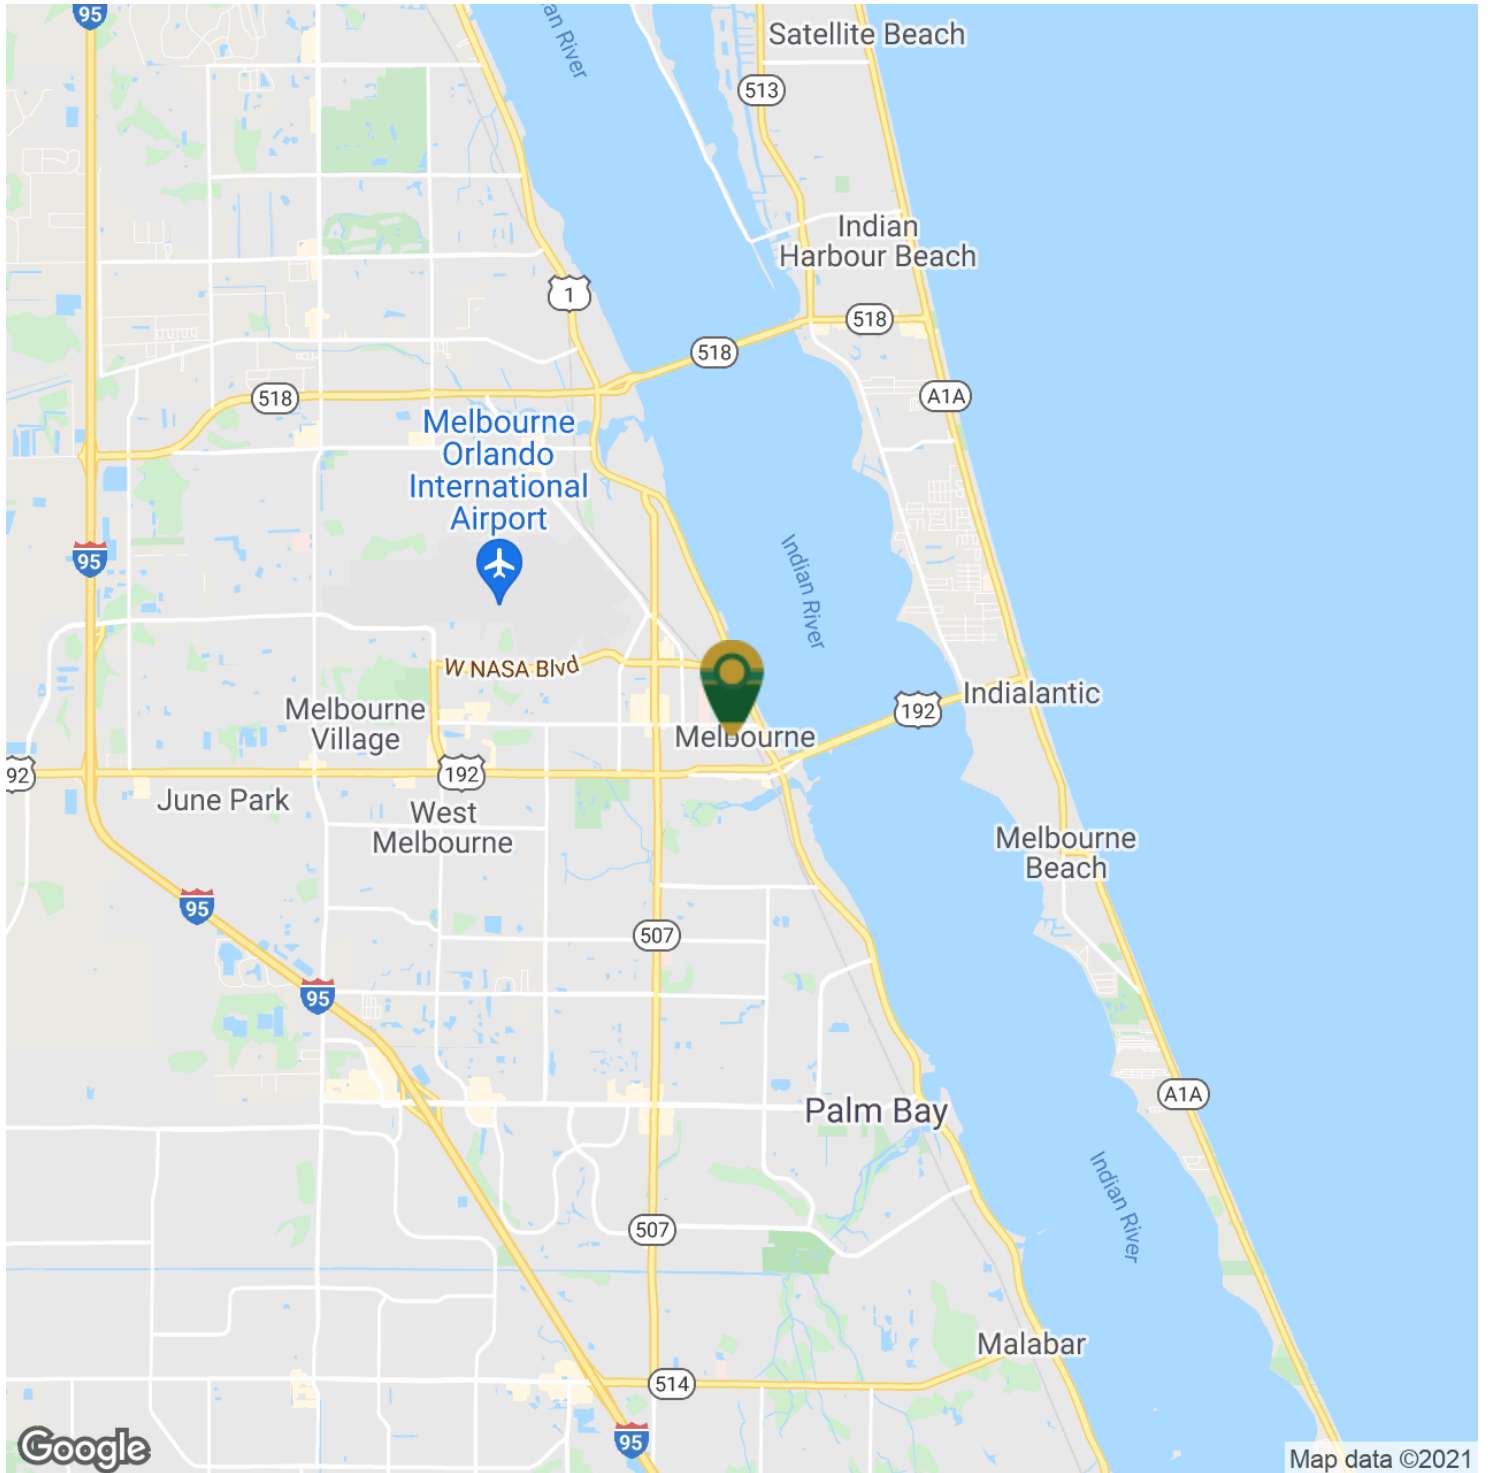 95
an River
Satellite Beach
513
Indian
Harbour Beach
1
518
518
518
A1A
Melbourne
Orlando
International
Airport
95
Indian River
W NASA Blvd
Indialantic
Melbourne
Village
192
Melbourne
92
192
June Park
West
Melbourne
Melbourne
Beach
95
507
95
A1A
Palm Bay
Indian River
507
Malabar
514
95
Google
Map data ©2021